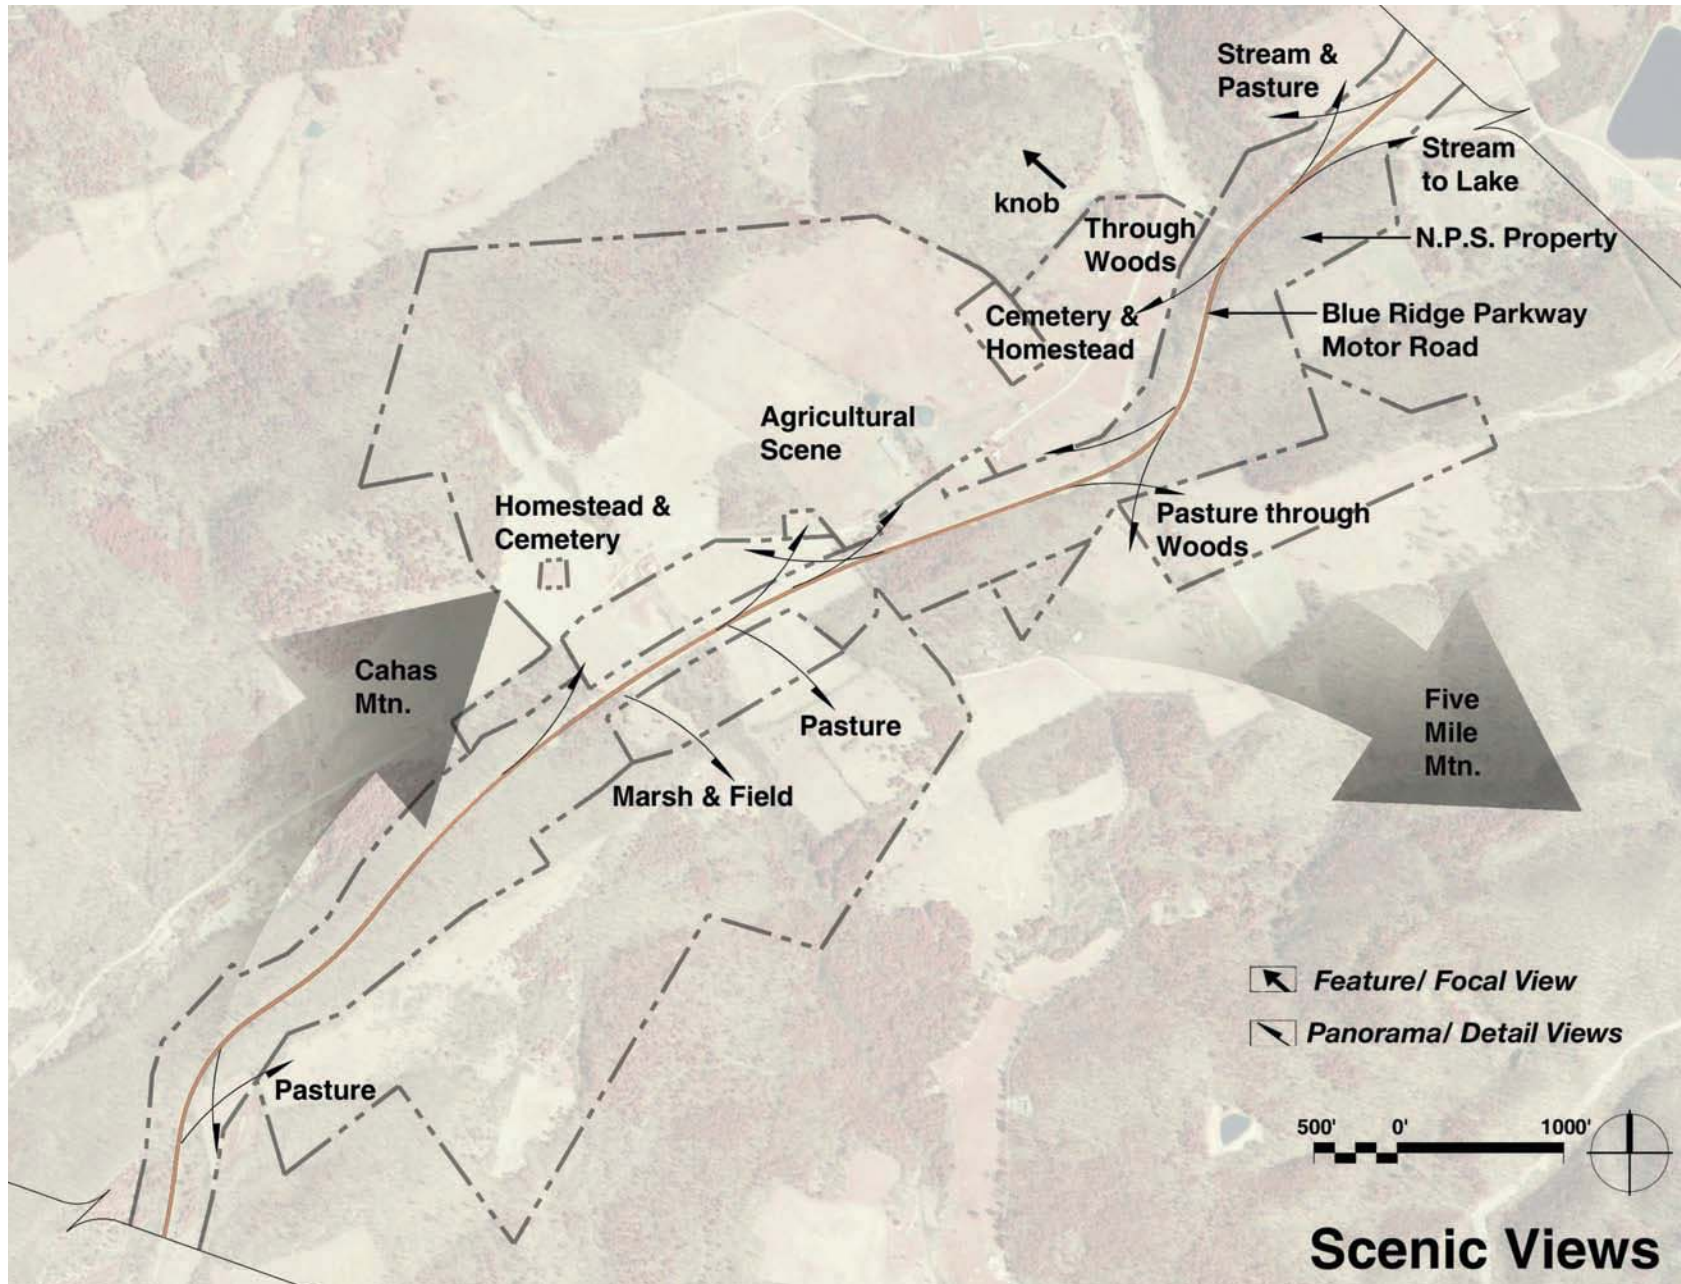 Stream &
Pasture
Stream
to Lake
knob
Through
Woods
N.P.S. Property
Cemetery &
Homestead
Blue Ridge Parkway
Motor Road
Agricultural
Scene
Homestead &
Cemetery
Pasture through
Woods
Cahas
Mtn.
Five
Mile
Mtn.
Pasture
Marsh & Field
Feature/ Focal View
Panorama/ Detail Views
Pasture
500' 0' 1000'
Scenic Views